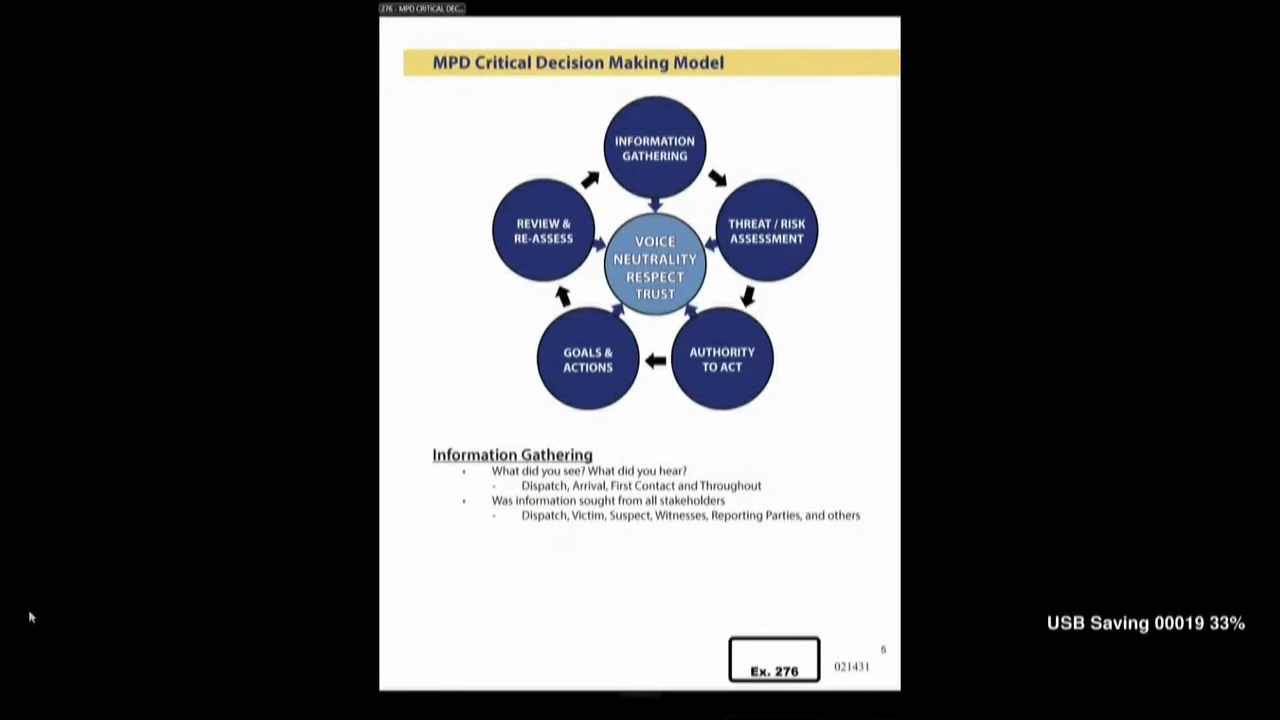 276 - MPD CRITICAL DEC...
MPD Critical Decision Making Model
INFORMATION
GATHERING
REVIEW &
RE-ASSESS
THREAT / RISK
ASSESSMENT
VOICE
NEUTRALITY
RESPECT
TRUST
GOALS &
ACTIONS
AUTHORITY
TO ACT
Information Gathering
• What did you see? What did you hear?
- Dispatch, Arrival, First Contact and Throughout
• Was information sought from all stakeholders
- Dispatch, Victim, Suspect, Witnesses, Reporting Parties, and others
USB Saving 00019 33%
5
Ex. 276
021431